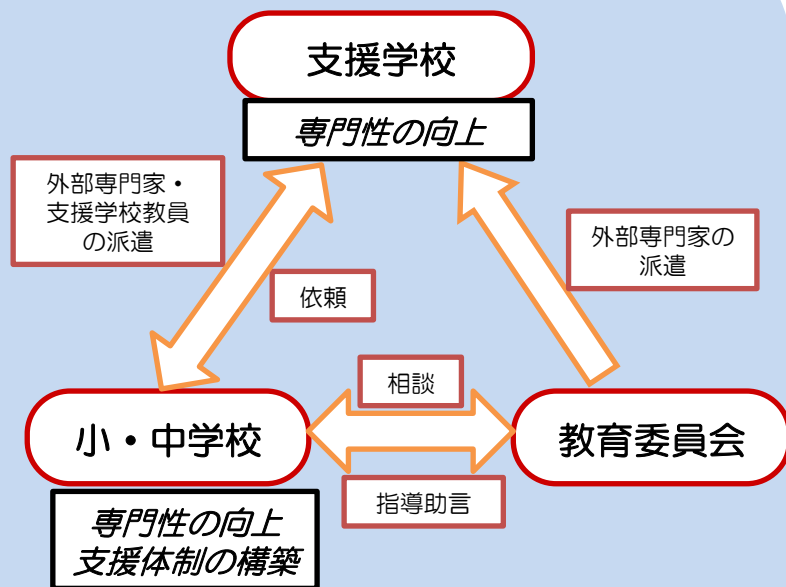 支援学校
専門性の向上
外部専門家・
支援学校教員
の派遣
外部専門家の
派遣
依頼
相談
小・中学校
教育委員会
指導助言
専門性の向上
支援体制の構築